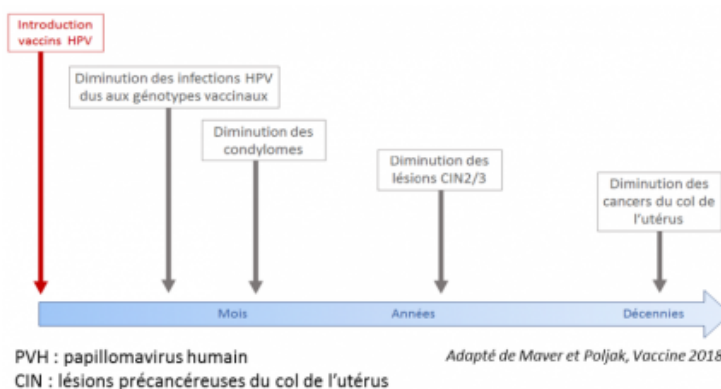 Introduction
vaccins HPV
Diminution des infections HPV
dus aux génotypes vaccinaux
Diminution des
condylomes
Diminution des
lésions CIN2/3
Diminution des
cancers du col de
l'utérus
Mois
Années
Décennies
PVH : papillomavirus humain
Adapté de Maver et Poljak, Vaccine 2018
CIN : lésions précancéreuses du col de l'utérus